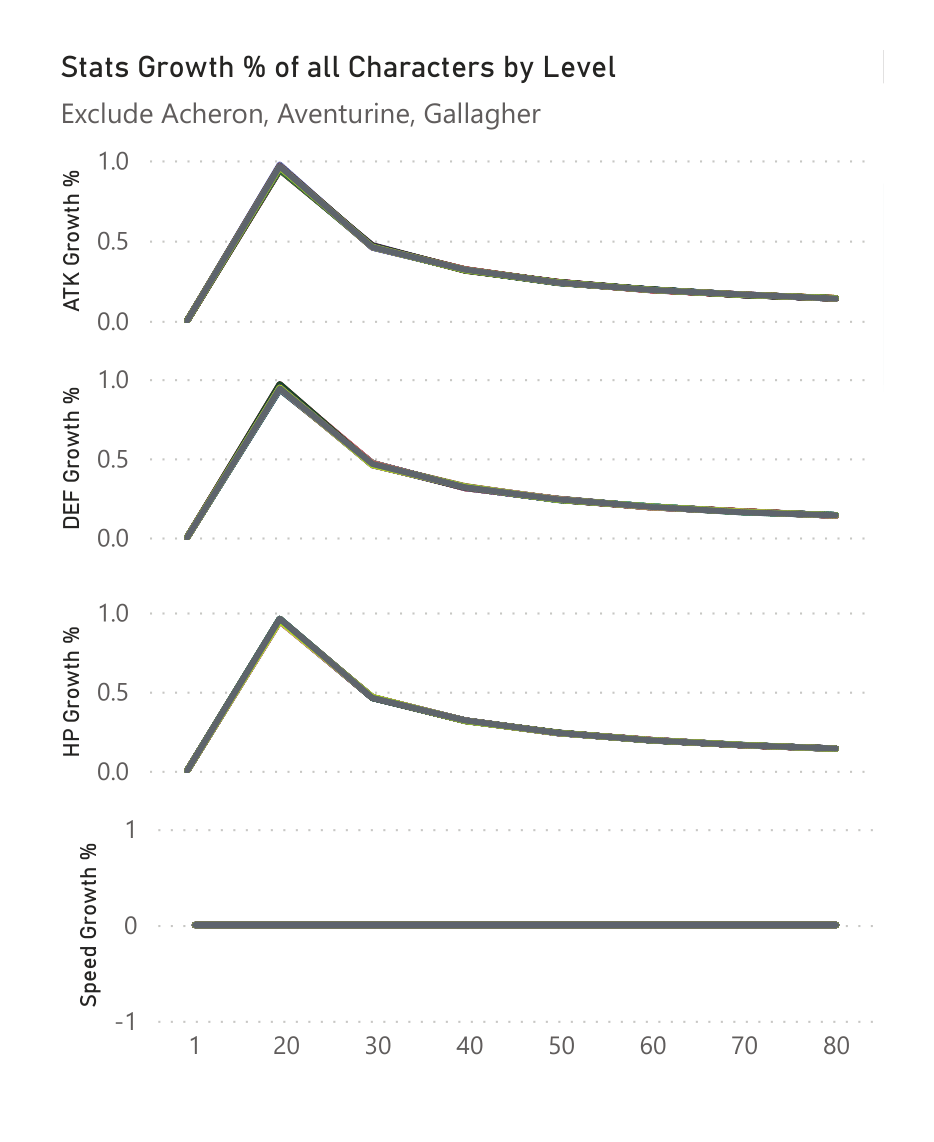 Stats Growth % of all Characters by Level
Exclude Acheron, Aventurine, Gallagher
ATK Growth %
1.0
0.5
0.0
DEF Growth %
1.0
0.5
0.0
HP Growth %
1.0
0.5
0.0
Speed Growth %
1
0
-1
1 20 30 40 50 60 70 80